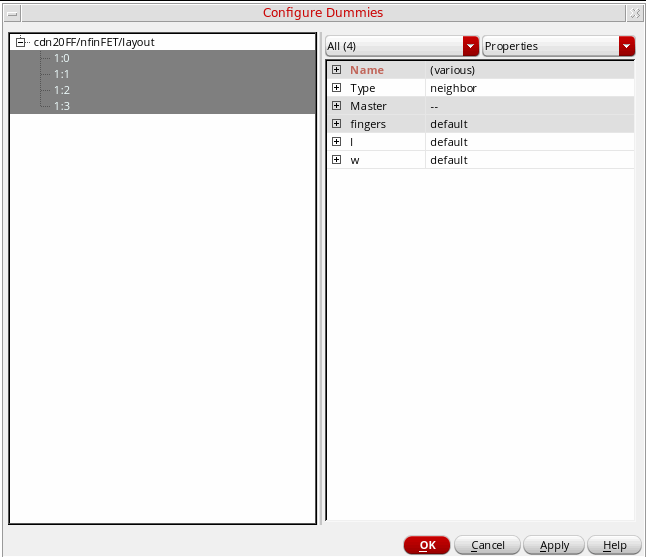 Configure Dummies
cdn20FF/nfinFET/layout
1:0
1:1
1:2
1:3
All (4) Properties
Name (various)
Type neighbor
Master --
fingers default
l default
w default
OK Cancel Apply Help